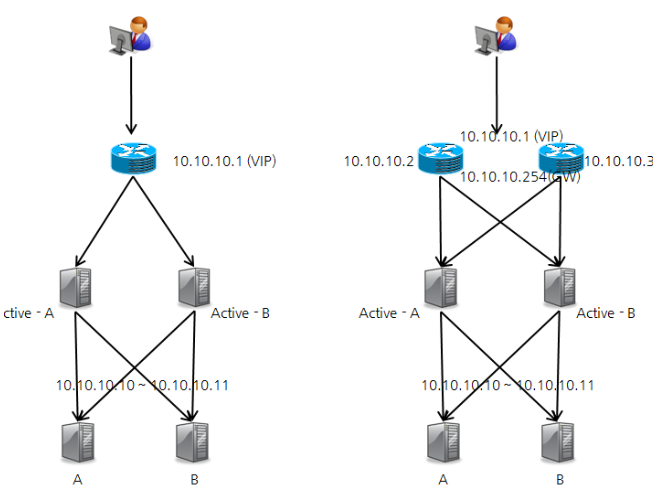 10.10.10.1 (VIP)
10.10.10.1 (VIP)
10.10.10.2
10.10.10.3
10.10.10.254(GW)
ctive - A
Active - B
Active - A
Active - B
10.10.10.10 ~ 10.10.10.11
10.10.10.10 ~ 10.10.10.11
A
B
A
B